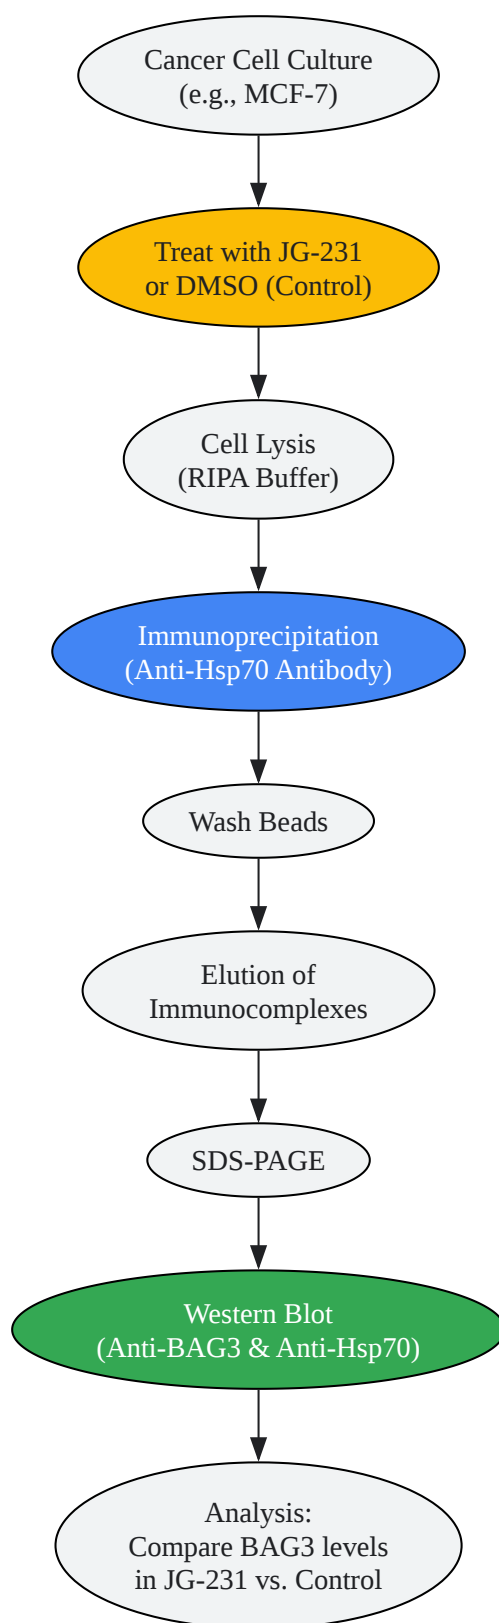 Cancer Cell Culture
(e.g., MCF-7)
Treat with JG-231
or DMSO (Control)
Cell Lysis
(RIPA Buffer)
Immunoprecipitation
(Anti-Hsp70 Antibody)
Wash Beads
Elution of
Immunocomplexes
SDS-PAGE
Western Blot
(Anti-BAG3 & Anti-Hsp70)
Analysis:
Compare BAG3 levels
in JG-231 vs. Control